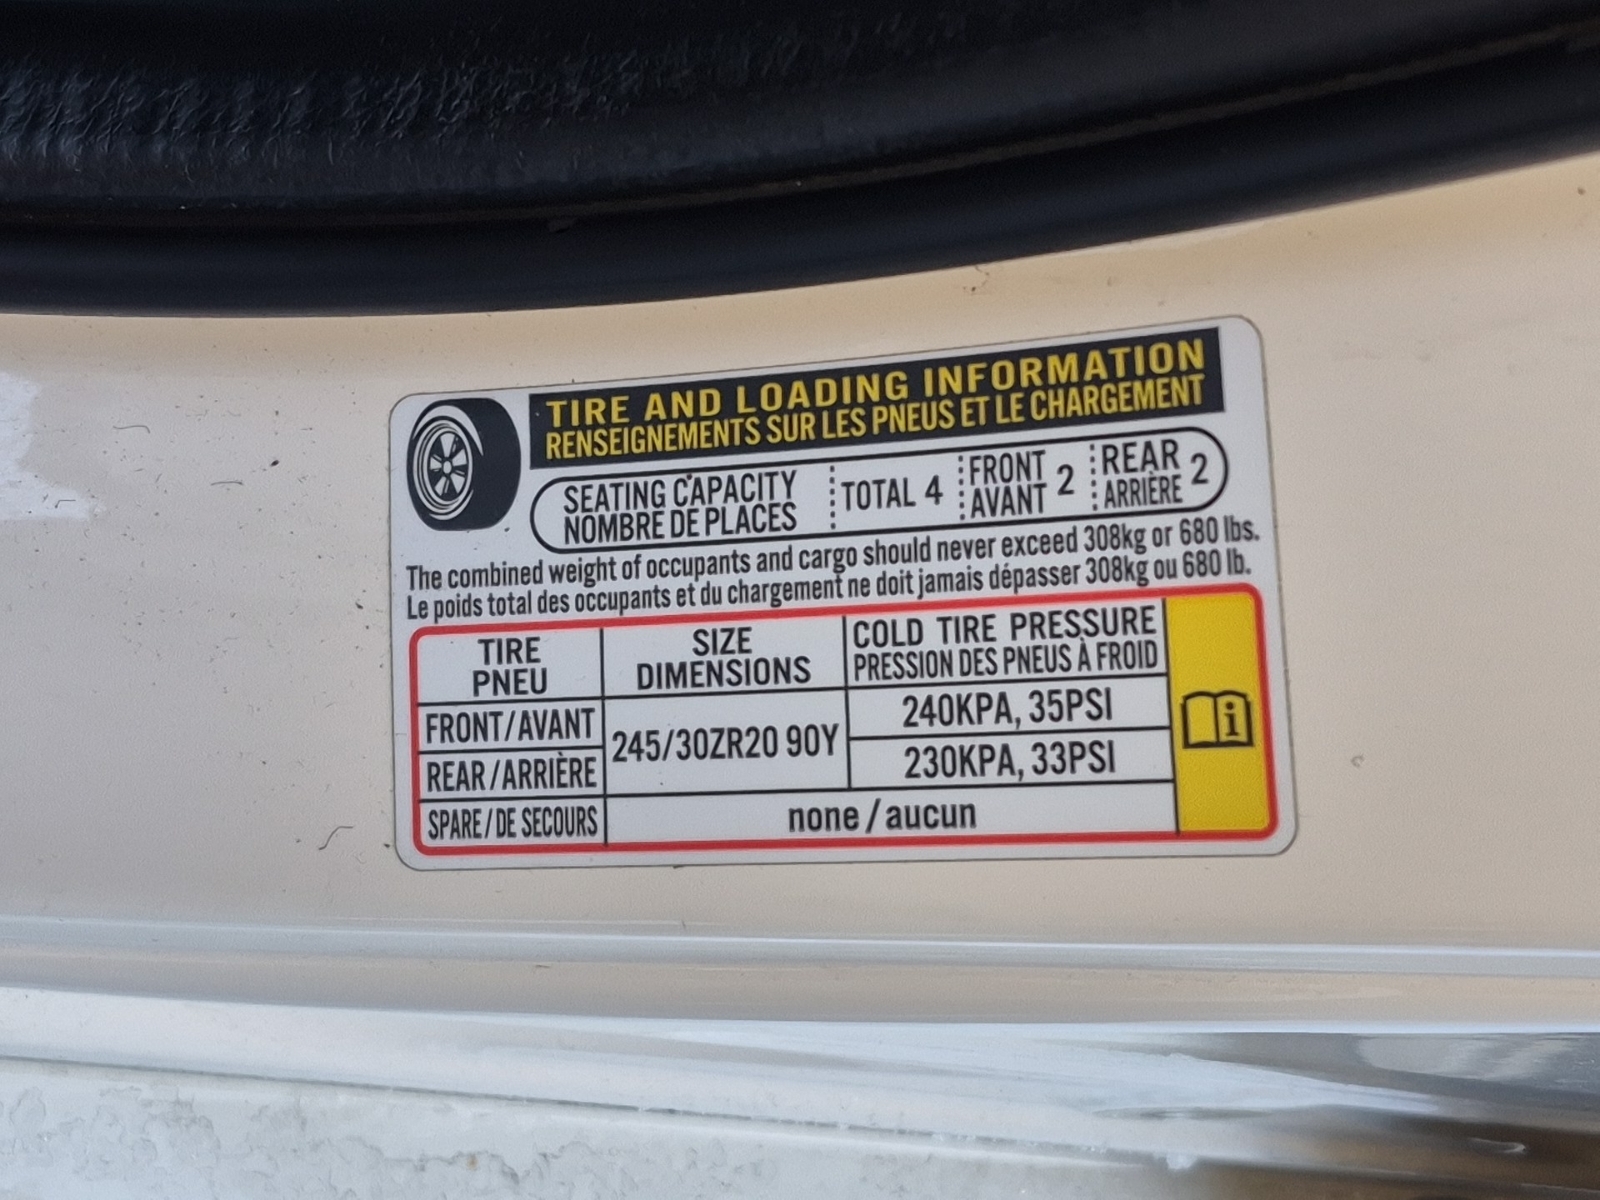 TIRE AND LOADING INFORMATION
RENSEIGNEMENTS SUR LES PNEUS ET LE CHARGEMENT
SEATING CAPACITY TOTAL 4 FRONT 2 REAR 2
NOMBRE DE PLACES AVANT ARRIÈRE
The combined weight of occupants and cargo should never exceed 308kg or 680 lbs.
Le poids total des occupants et du chargement ne doit jamais dépasser 308kg ou 680 lb.
TIRE SIZE COLD TIRE PRESSURE
PNEU DIMENSIONS PRESSION DES PNEUS À FROID
FRONT/AVANT 245/30ZR20 90Y 240KPA, 35PSI
REAR/ARRIÈRE 230KPA, 33PSI
SPARE/DE SECOURS none/aucun